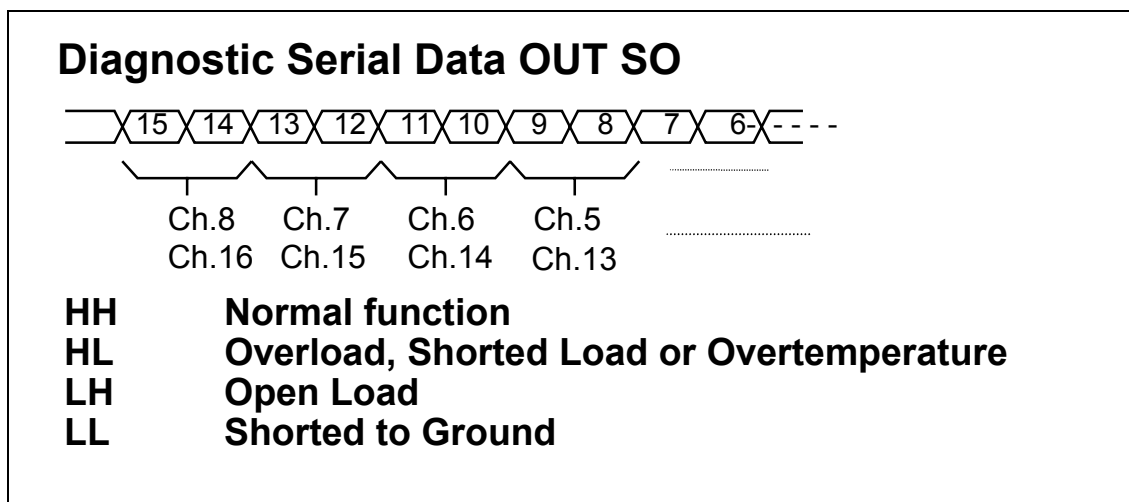 Diagnostic Serial Data OUT SO
15 14 13 12 11 10 9 8 7 6
Ch.8 Ch.7 Ch.6 Ch.5
Ch.16 Ch.15 Ch.14 Ch.13
HH Normal function
HL Overload, Shorted Load or Overtemperature
LH Open Load
LL Shorted to Ground